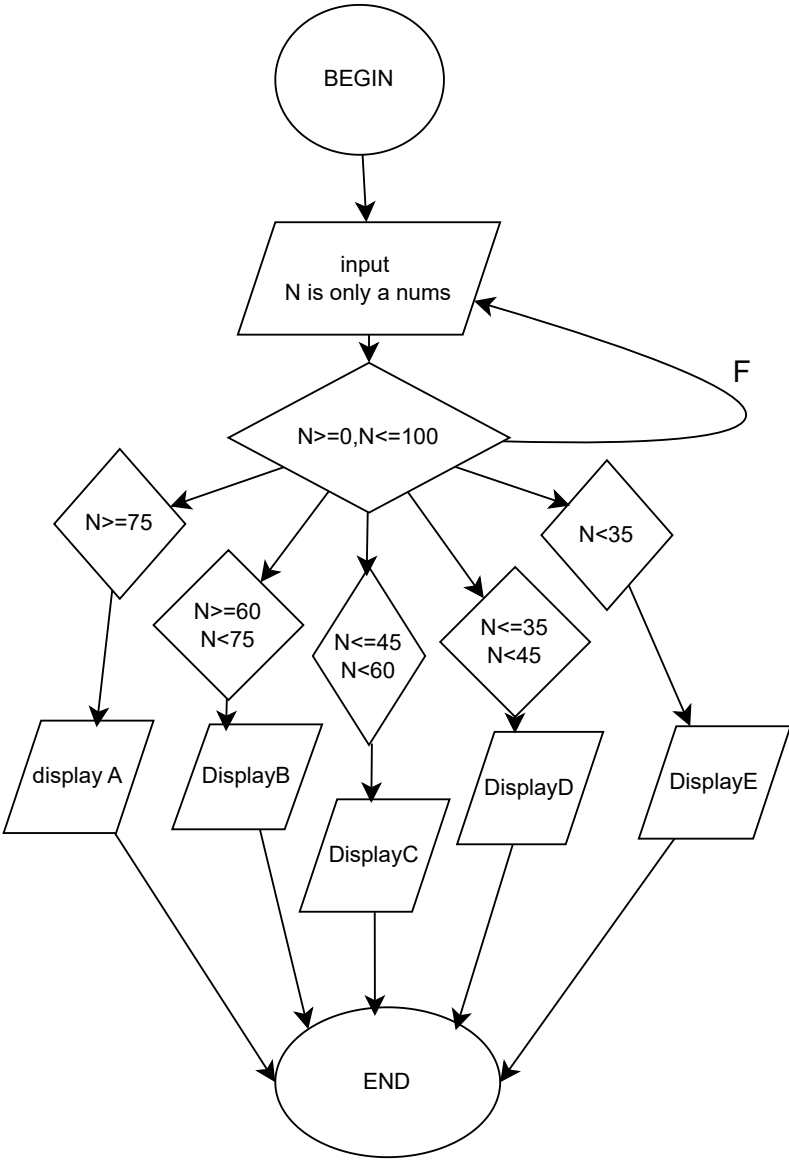 BEGIN
input
N is only a nums
F
N>=0,N<=100
N>=75
N<35
N>=60
N<75
N<=45
N<60
N<=35
N<45
display A
DisplayB
DisplayC
DisplayD
DisplayE
END